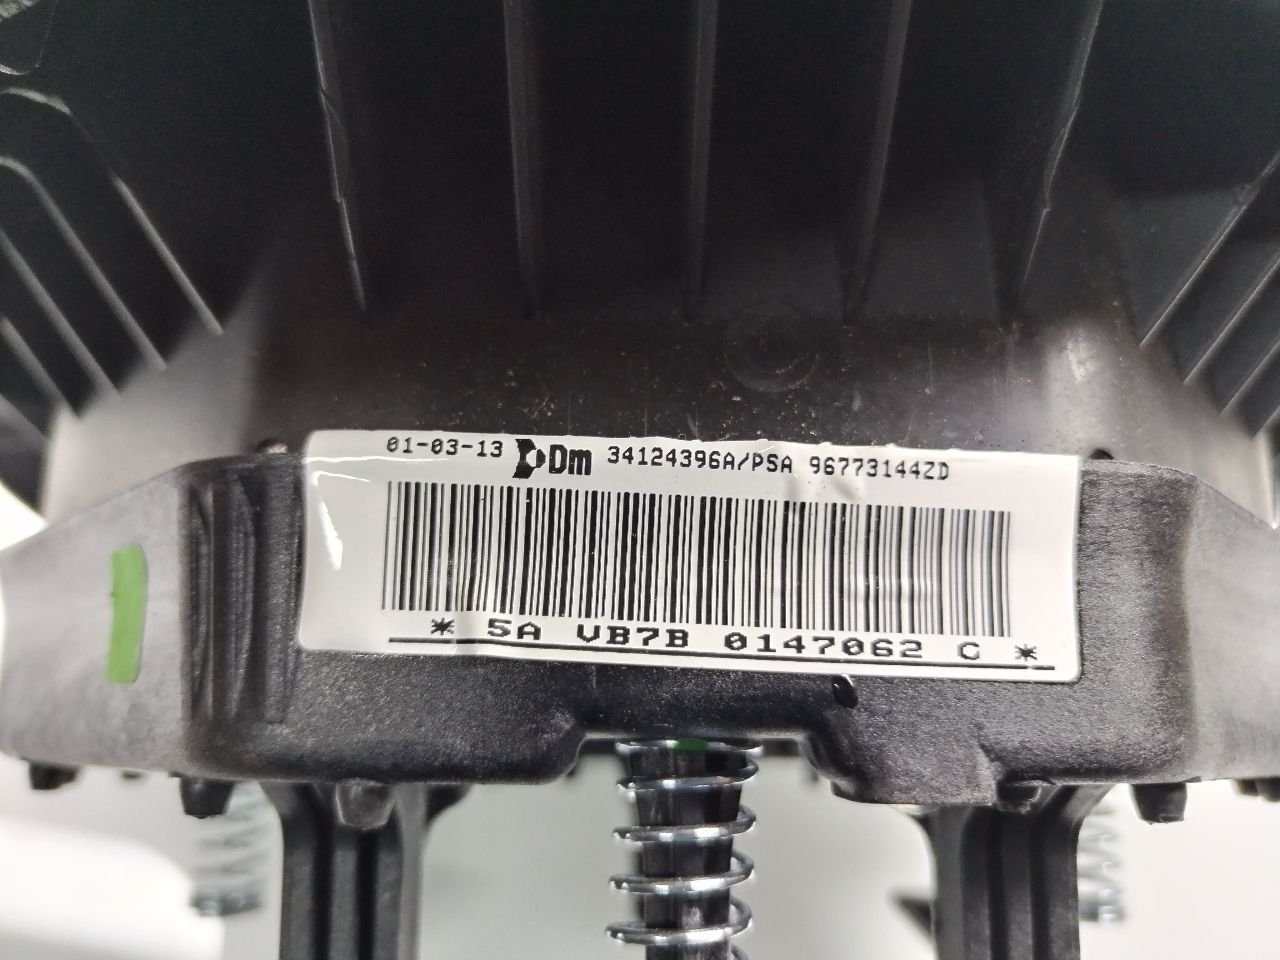 01-03-13 Dm 34124396A/PSA 96773144ZD
* 5A VB7B 0147062 C *